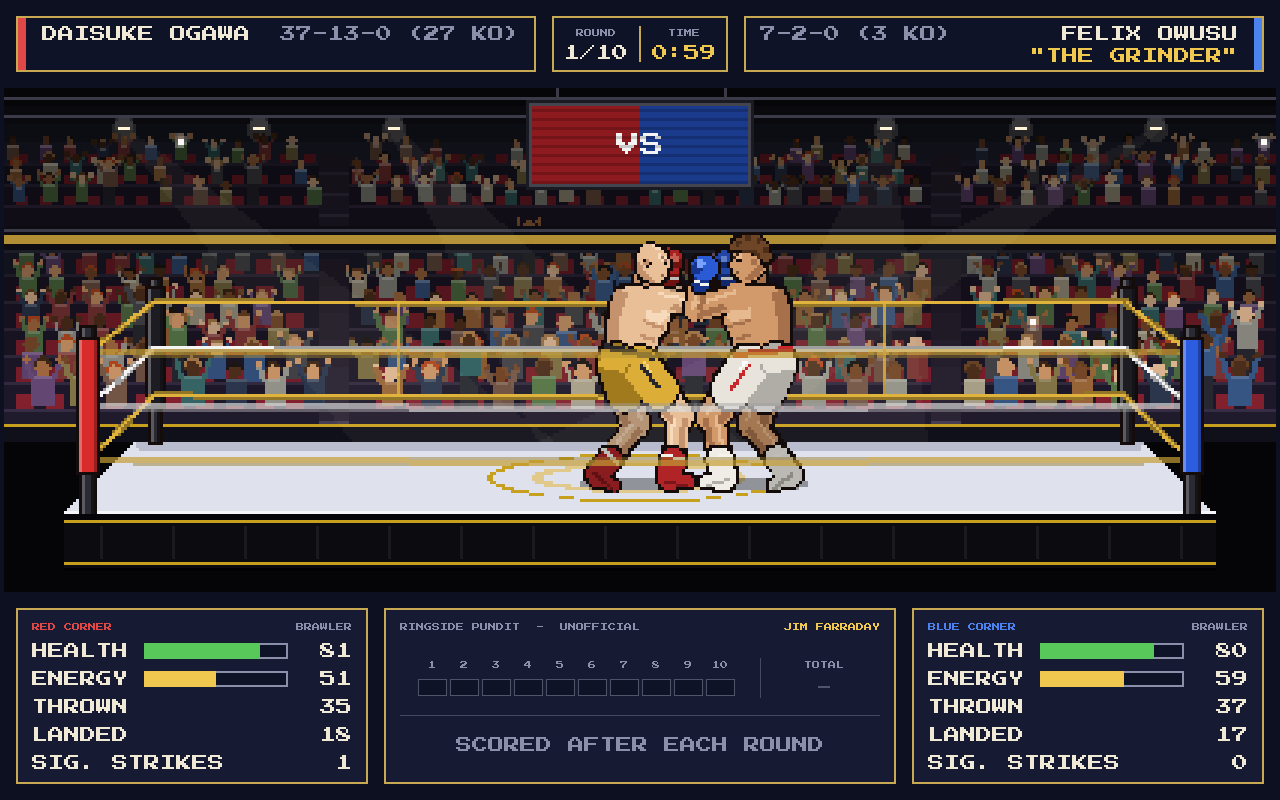 DAISUKE OGAWA 37-13-0 (27 KO)
ROUND TIME
1/10 0:59
7-2-0 (3 KO) FELIX OWUSU
"THE GRINDER"
VS
RED CORNER BRAWLER
HEALTH 81
ENERGY 51
THROWN 35
LANDED 18
SIG. STRIKES 1
RINGSIDE PUNDIT - UNOFFICIAL JIM FARRADAY
1 2 3 4 5 6 7 8 9 10 TOTAL
—
SCORED AFTER EACH ROUND
BLUE CORNER BRAWLER
HEALTH 80
ENERGY 59
THROWN 37
LANDED 17
SIG. STRIKES 0